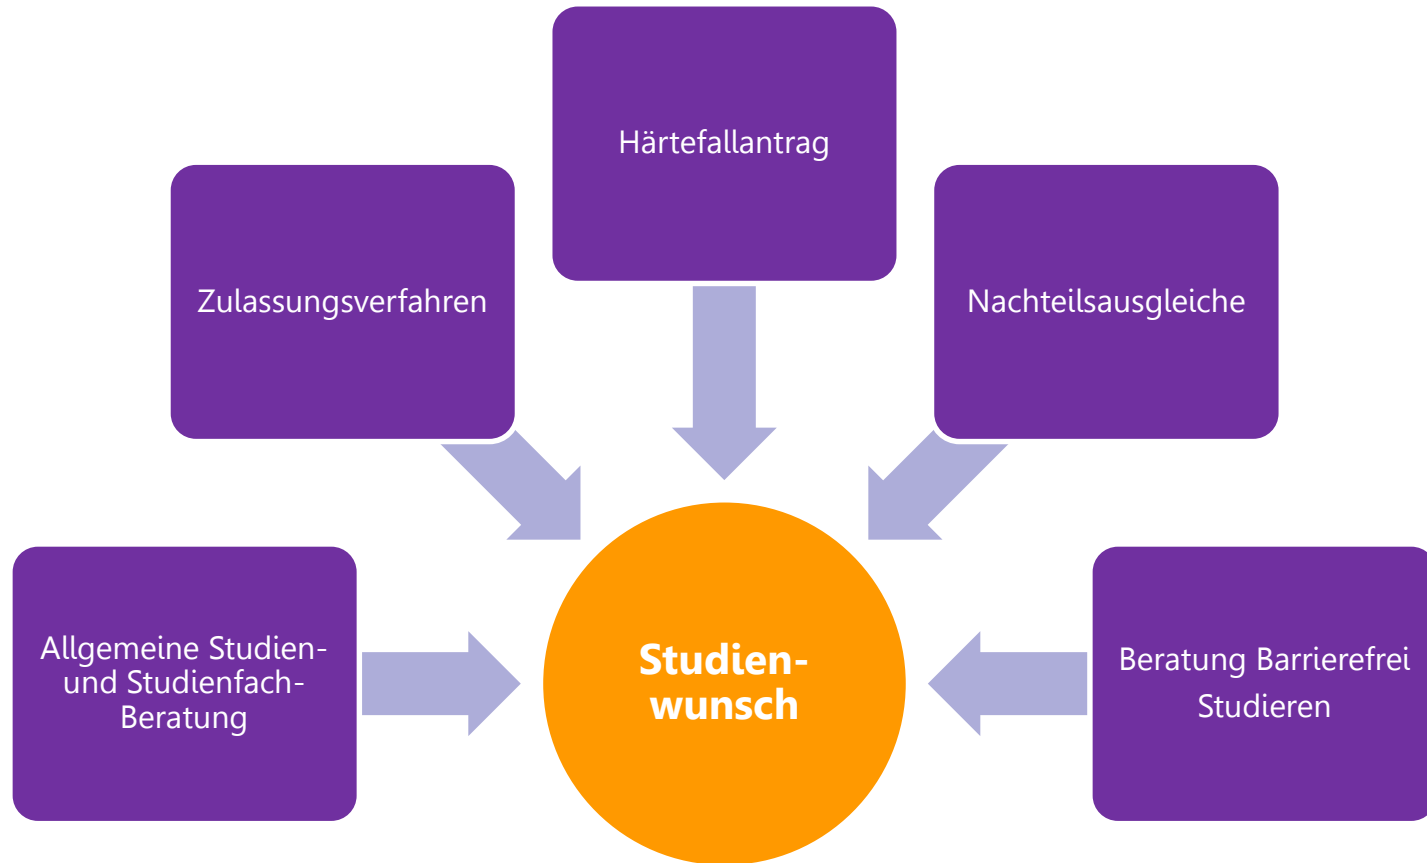 Härtefallantrag
Zulassungsverfahren
Nachteilsausgleiche
Allgemeine Studien-
und Studienfach-
Beratung
Studien-
wunsch
Beratung Barrierefrei
Studieren